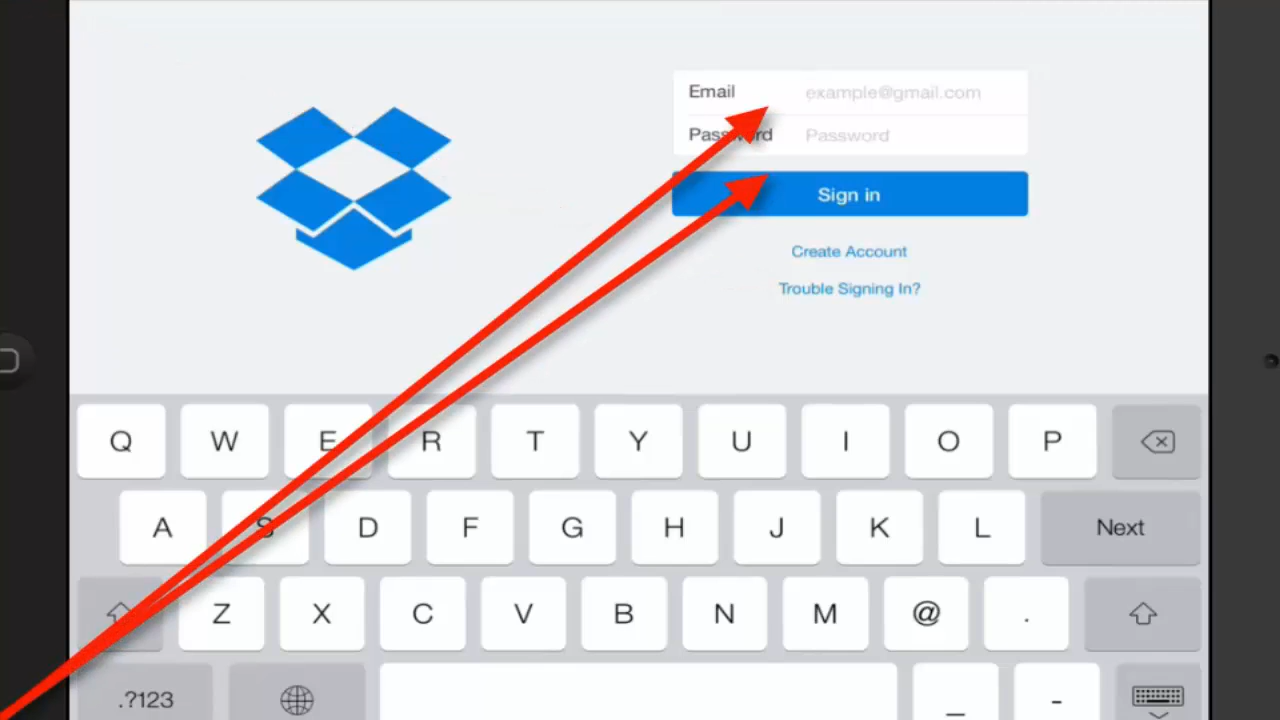 Email example@gmail.com
Password Password
Sign in
Create Account
Trouble Signing In?
Q W E R T Y U I O P
A S D F G H J K L Next
Z X C V B N M @ .
.?123 _ -